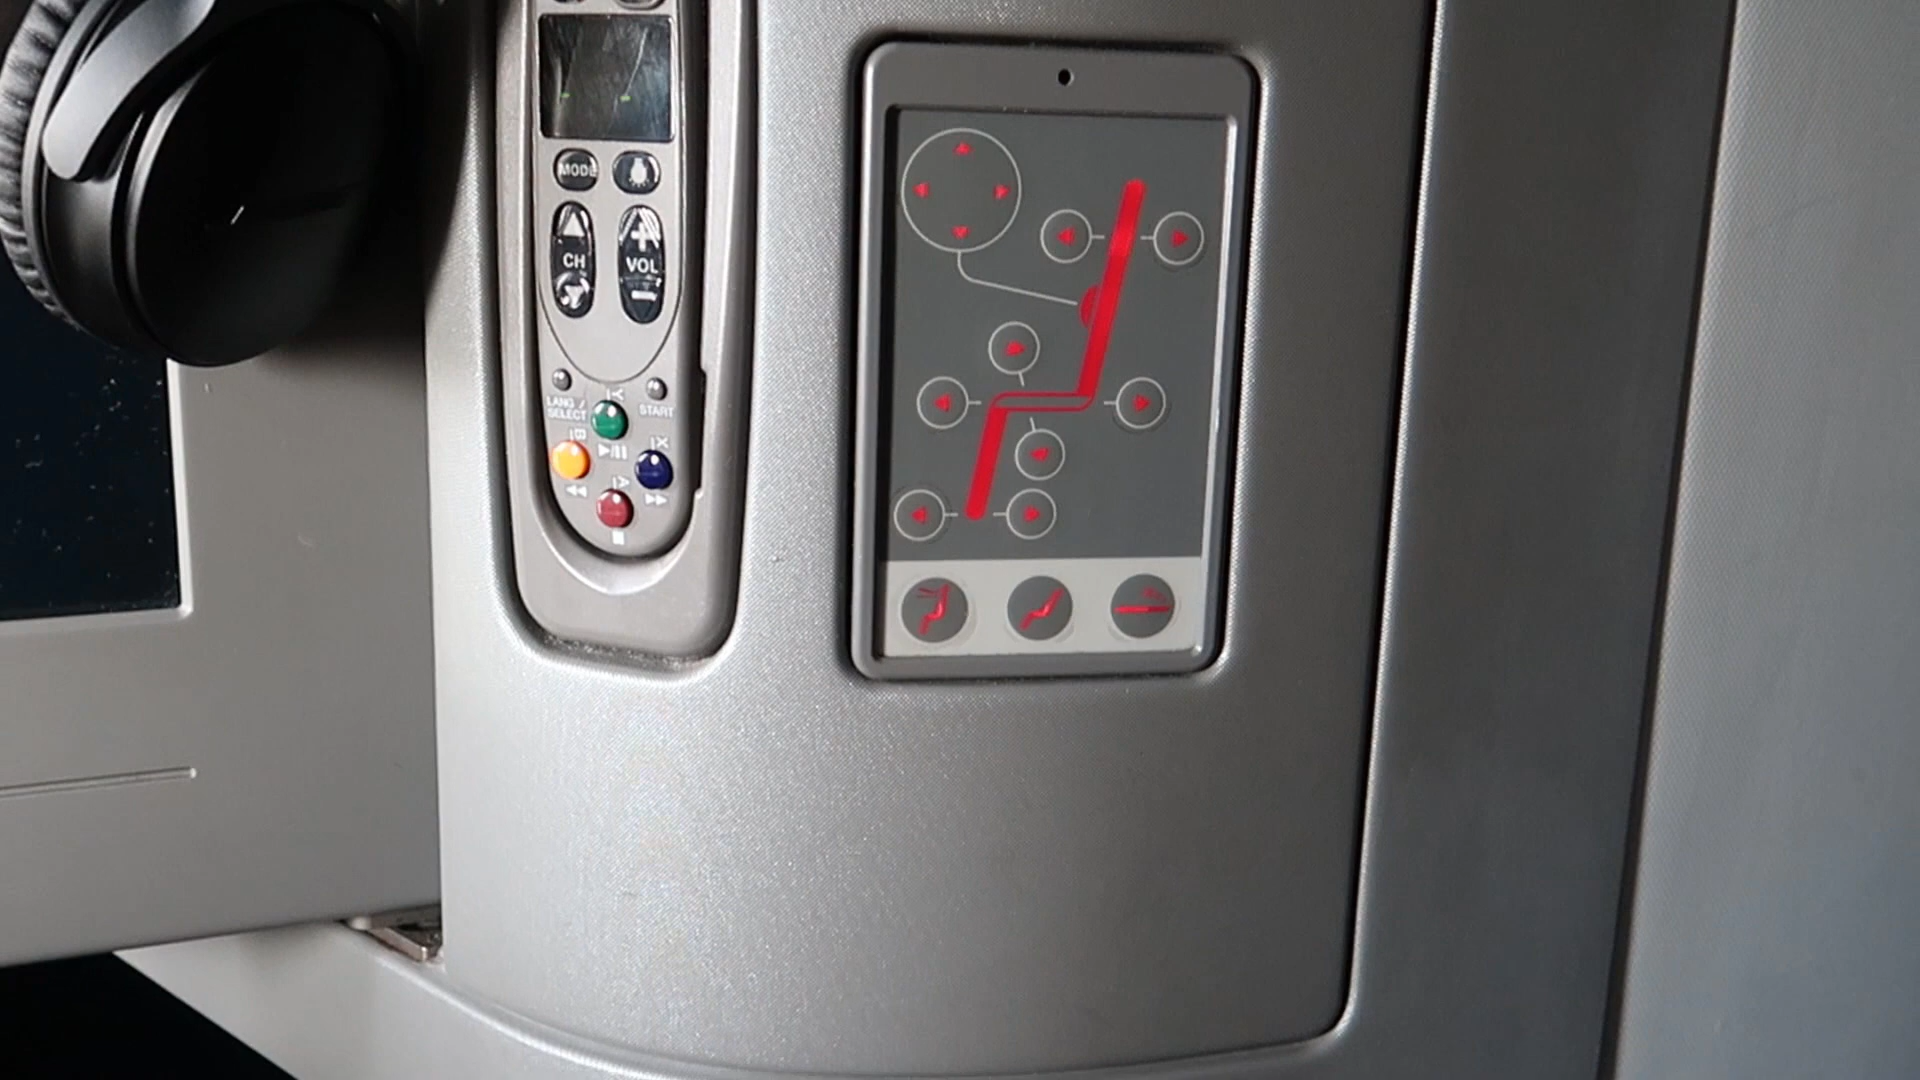 MODE
CH
VOL
LANG /
SELECT
START
Y
B
X
A